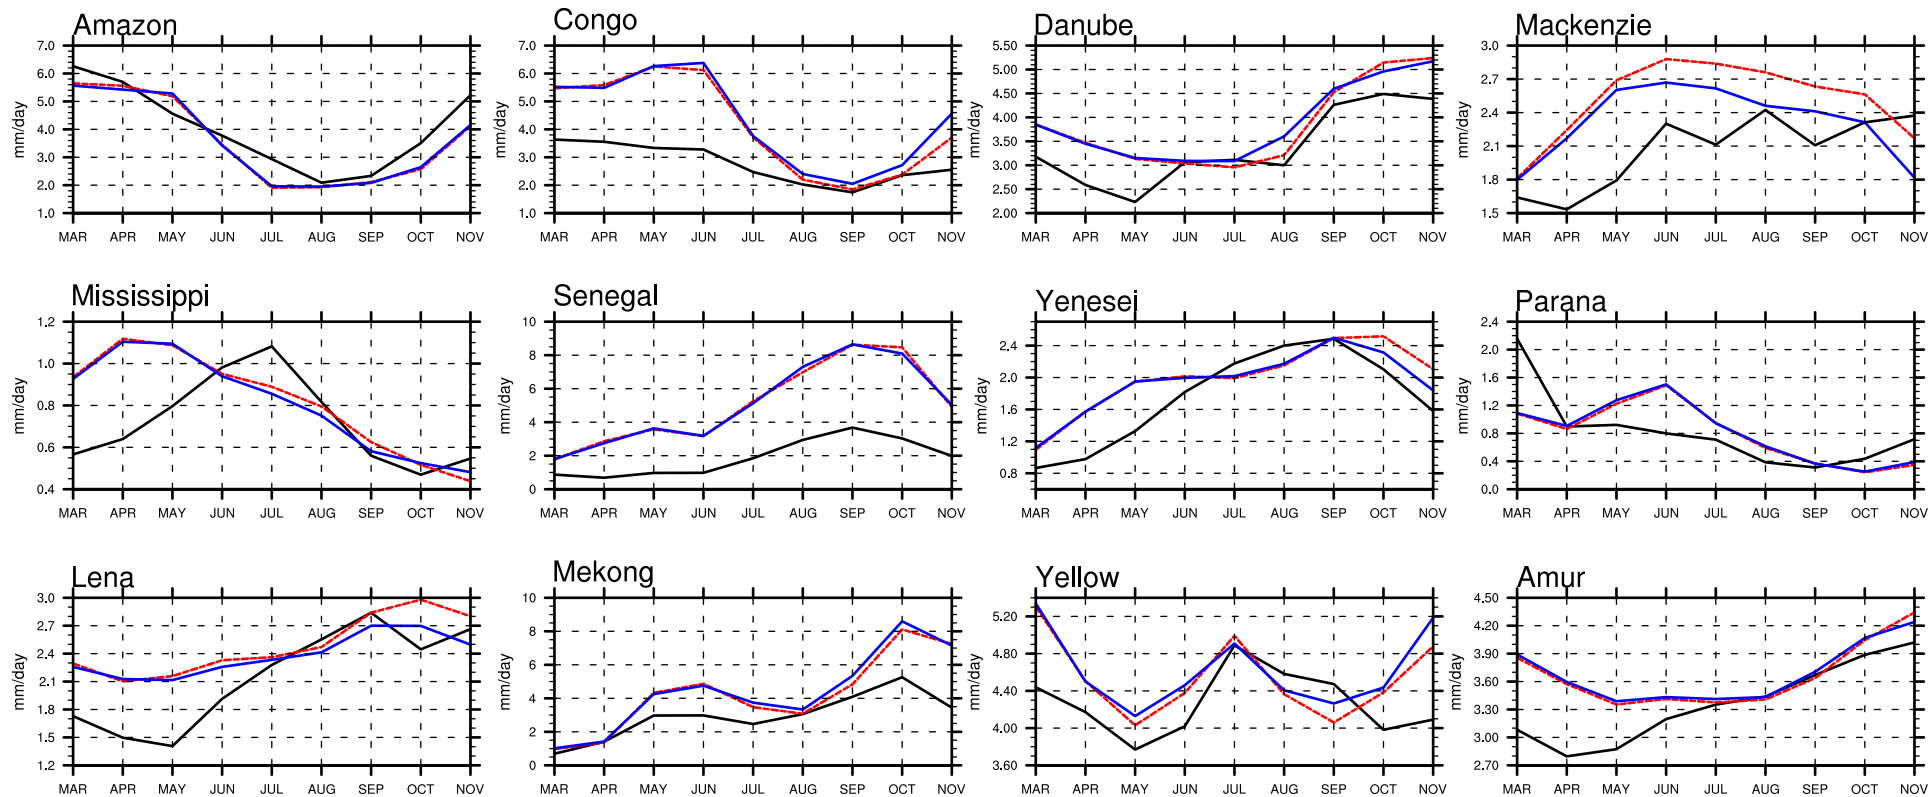 Amazon
7.0
6.0
5.0
4.0
3.0
2.0
1.0
mm/day
MAR APR MAY JUN JUL AUG SEP OCT NOV
Congo
7.0
6.0
5.0
4.0
3.0
2.0
1.0
mm/day
MAR APR MAY JUN JUL AUG SEP OCT NOV
Danube
5.50
5.00
4.50
4.00
3.50
3.00
2.50
2.00
mm/day
MAR APR MAY JUN JUL AUG SEP OCT NOV
Mackenzie
3.0
2.7
2.4
2.1
1.8
1.5
mm/day
MAR APR MAY JUN JUL AUG SEP OCT NOV
Mississippi
1.2
1.0
0.8
0.6
0.4
mm/day
MAR APR MAY JUN JUL AUG SEP OCT NOV
Senegal
10
8
6
4
2
0
mm/day
MAR APR MAY JUN JUL AUG SEP OCT NOV
Yenesei
2.4
2.0
1.6
1.2
0.8
mm/day
MAR APR MAY JUN JUL AUG SEP OCT NOV
Parana
2.4
2.0
1.6
1.2
0.8
0.4
0.0
mm/day
MAR APR MAY JUN JUL AUG SEP OCT NOV
Lena
3.0
2.7
2.4
2.1
1.8
1.5
1.2
mm/day
MAR APR MAY JUN JUL AUG SEP OCT NOV
Mekong
10
8
6
4
2
0
mm/day
MAR APR MAY JUN JUL AUG SEP OCT NOV
Yellow
5.20
4.80
4.40
4.00
3.60
mm/day
MAR APR MAY JUN JUL AUG SEP OCT NOV
Amur
4.50
4.20
3.90
3.60
3.30
3.00
2.70
mm/day
MAR APR MAY JUN JUL AUG SEP OCT NOV